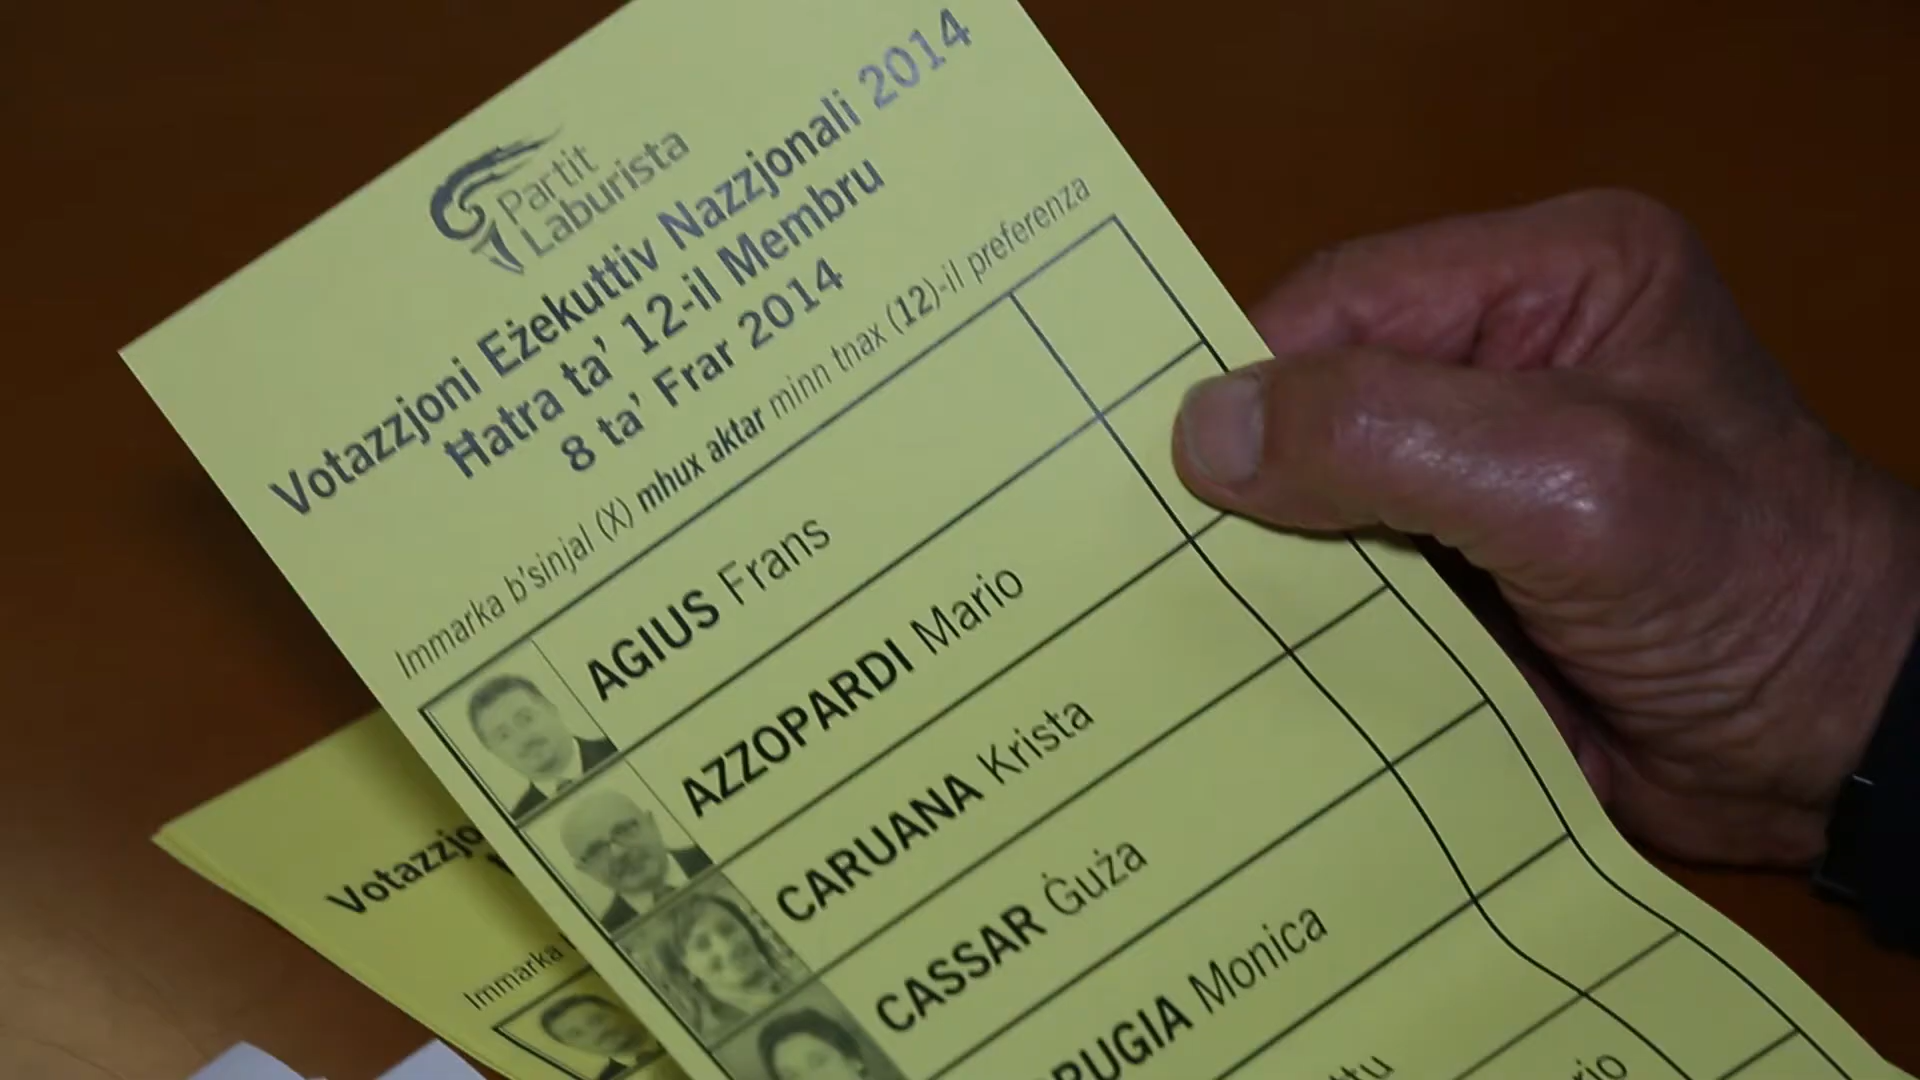 Partit
Laburista
Votazzjoni Eżekuttiv Nazzjonali 2014
Ħatra ta’ 12-il Membru
8 ta’ Frar 2014
Immarka b’sinjal (X) mhux aktar minn tnax (12)-il preferenza
AGIUS Frans
AZZOPARDI Mario
CARUANA Krista
CASSAR Ġuża
Monica
Immarka